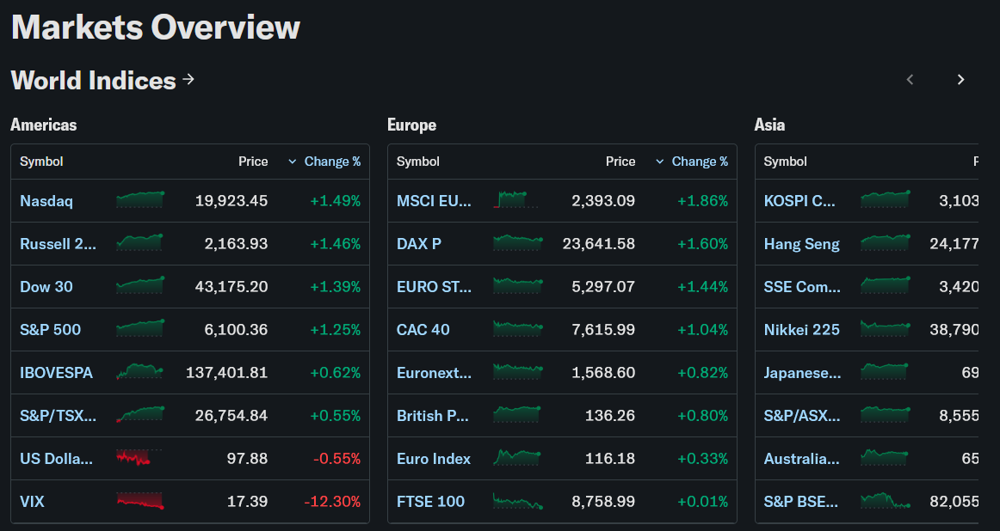 Markets Overview
World Indices
Americas
Symbol Price Change %
Nasdaq 19,923.45 +1.49%
Russell 2... 2,163.93 +1.46%
Dow 30 43,175.20 +1.39%
S&P 500 6,100.36 +1.25%
IBOVESPA 137,401.81 +0.62%
S&P/TSX... 26,754.84 +0.55%
US Dolla... 97.88 -0.55%
VIX 17.39 -12.30%
Europe
Symbol Price Change %
MSCI EU... 2,393.09 +1.86%
DAX P 23,641.58 +1.60%
EURO ST... 5,297.07 +1.44%
CAC 40 7,615.99 +1.04%
Euronext... 1,568.60 +0.82%
British P... 136.26 +0.80%
Euro Index 116.18 +0.33%
FTSE 100 8,758.99 +0.01%
Asia
Symbol
KOSPI C... 3,103
Hang Seng 24,177
SSE Com... 3,420
Nikkei 225 38,790
Japanese... 69
S&P/ASX... 8,555
Australia... 65
S&P BSE... 82,055